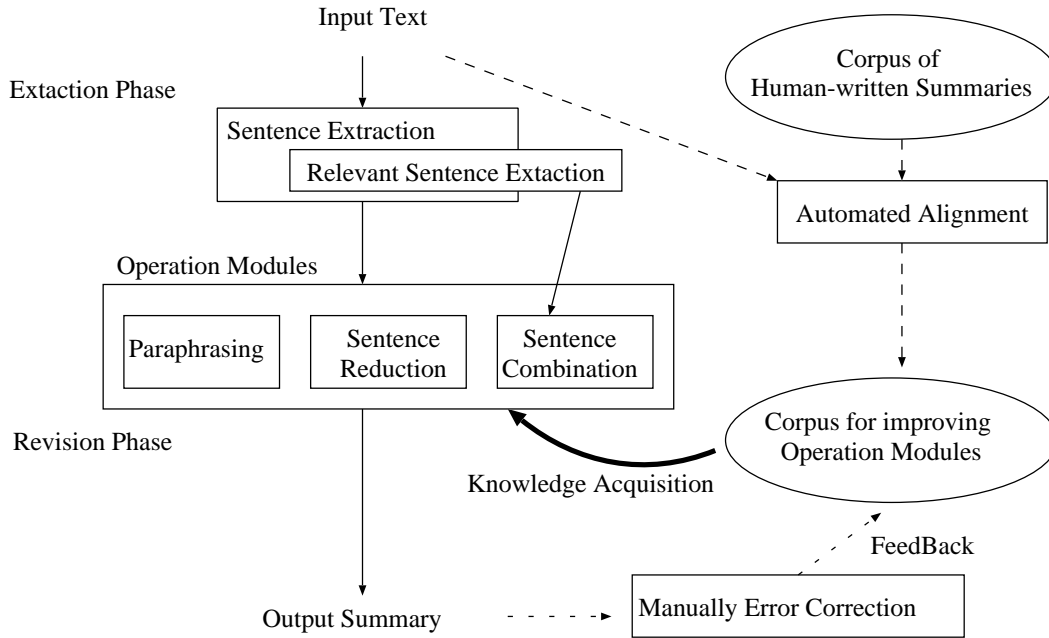 Input Text
Corpus of
Human-written Summaries
Extaction Phase
Sentence Extraction
Relevant Sentence Extaction
Automated Alignment
Operation Modules
Paraphrasing
Sentence
Reduction
Sentence
Combination
Revision Phase
Corpus for improving
Operation Modules
Knowledge Acquisition
FeedBack
Output Summary
Manually Error Correction